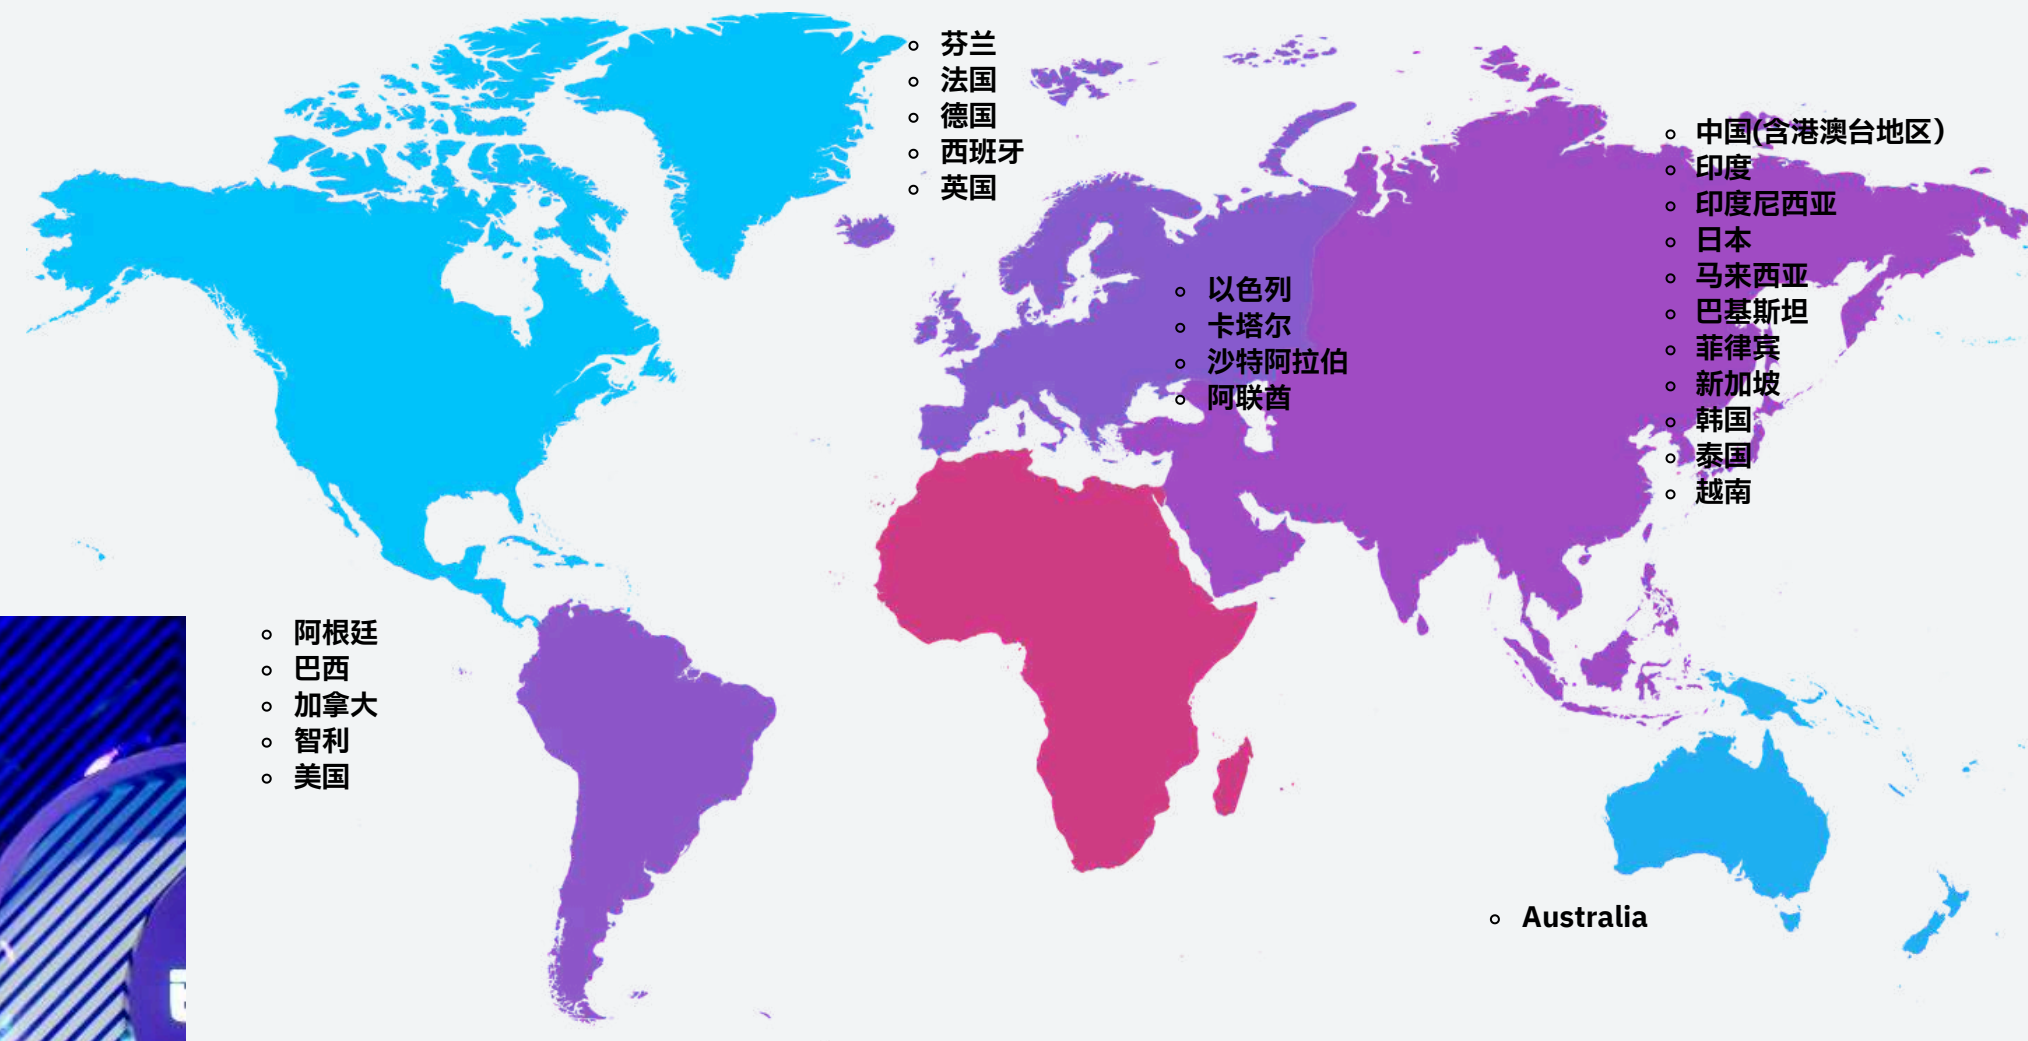 芬兰
法国
德国
西班牙
英国
中国(含港澳台地区）
印度
印度尼西亚
日本
马来西亚
巴基斯坦
菲律宾
新加坡
韩国
泰国
越南
以色列
卡塔尔
沙特阿拉伯
阿联酋
阿根廷
巴西
加拿大
智利
美国
Australia